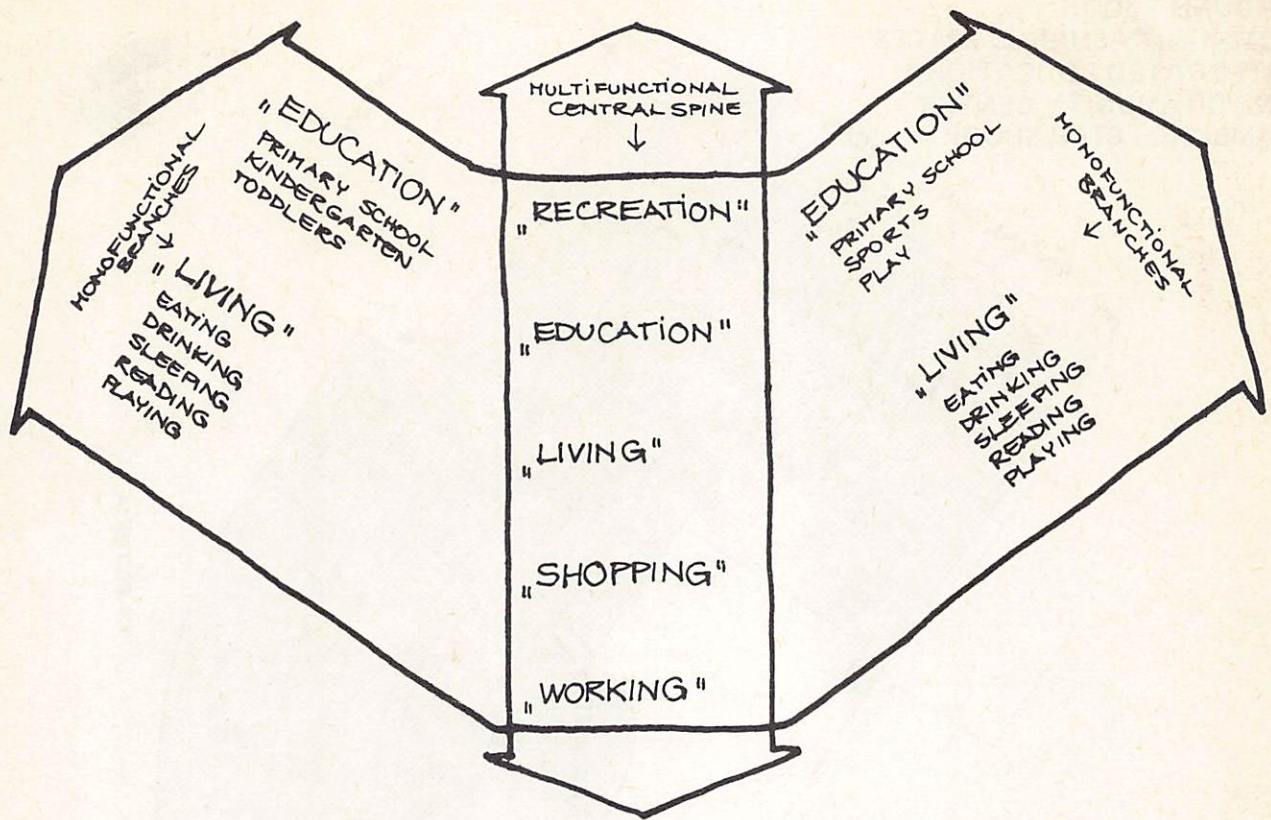 MULTIFUNCTIONAL
CENTRAL SPINE
↓
„EDUCATION"
PRIMARY SCHOOL
KINDERGARTEN
TODDLERS
MONOFUNCTIONAL
BRANCHES
↓
„LIVING"
EATING
DRINKING
SLEEPING
READING
PLAYING
„RECREATION"
„EDUCATION"
„LIVING"
„SHOPPING"
„WORKING"
„EDUCATION"
PRIMARY SCHOOL
SPORTS
PLAY
MONOFUNCTIONAL
BRANCHES
↓
„LIVING"
EATING
DRINKING
SLEEPING
READING
PLAYING